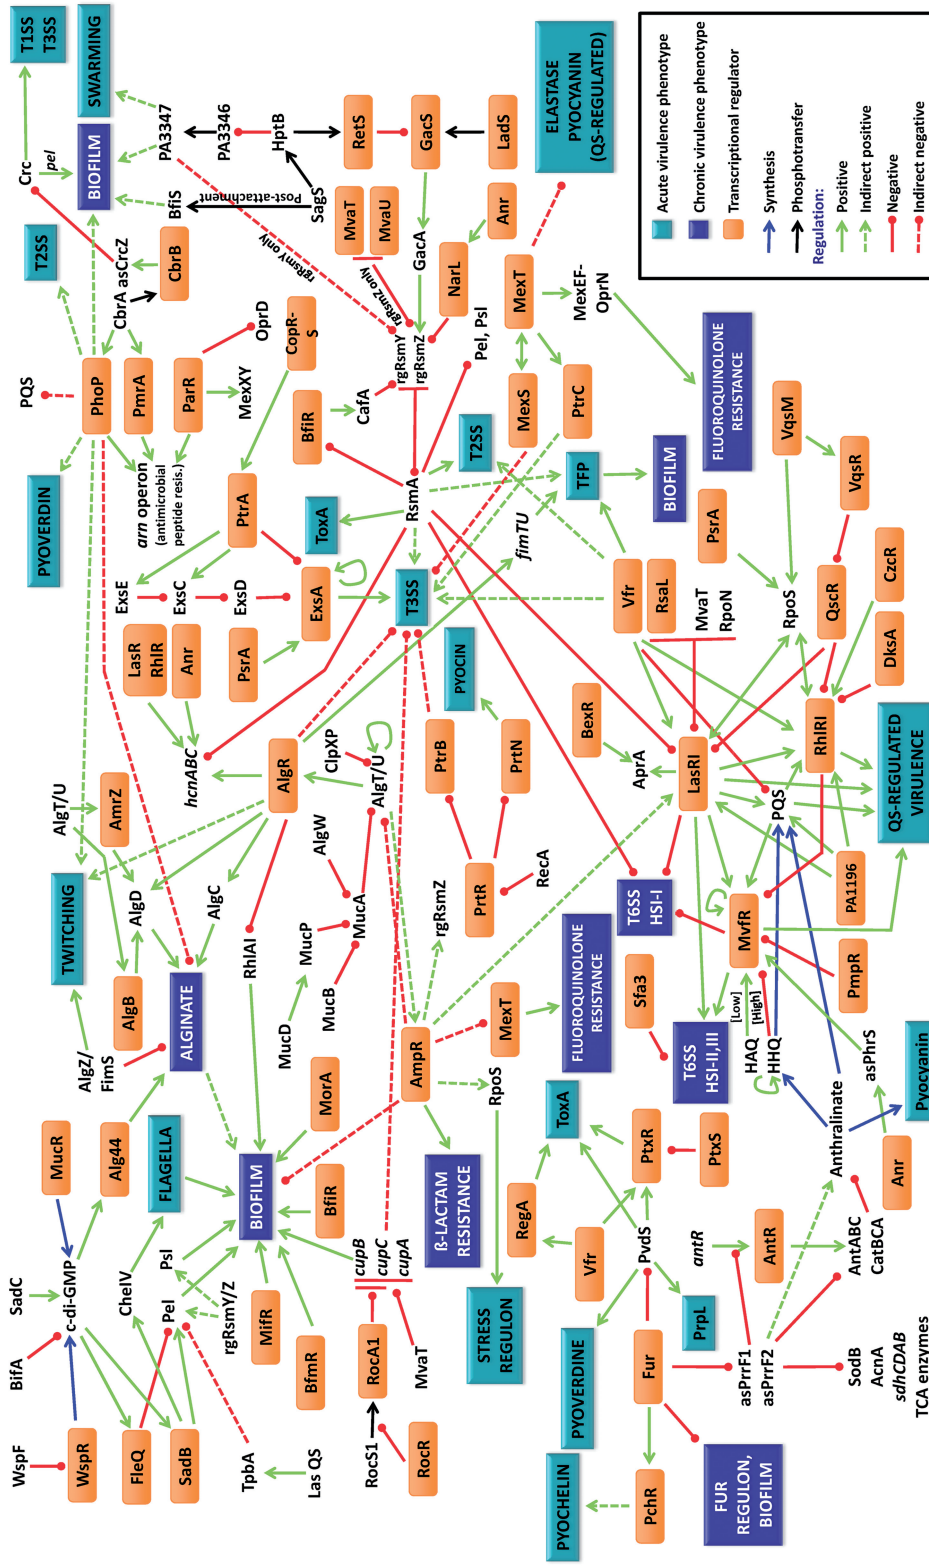 WspF
BifA
SadC
MucR
WspR
c-di-GMP
Alg44
FleQ
SadB
CheIV
FLAGELLA
Pel
Psl
TpbA
Las QS
rgRsmY/Z
MifR
BfmR
BIOFILM
BfiR
MorA
RocS1
RocA1
RocR
cupB
cupC
cupA
MvaT
AlgZ/
FimS
TWITCHING
AlgT/U
AmrZ
AlgB
AlgD
ALGINATE
AlgC
RhlAI
MucD
MucP
AlgW
MucB
MucA
ClpXP
AlgT/U
AlgR
hcnABC
LasR
RhlR
Anr
PsrA
ExsE
ExsC
ExsD
ExsA
PtrA
PYOVERDIN
PQS
PhoP
PmrA
ParR
arn operon
(antimicrobial
peptide resis.)
MexXY
OprD
CopR-
S
T2SS
CbrA
asCrcZ
CbrB
Crc
pel
T1SS
T3SS
BIOFILM
SWARMING
BfiS
PA3347
PA3346
Post-attachment
SagS
HptB
RetS
GacS
LadS
GacA
MvaT
MvaU
rgRsmY only
rgRsmZ only
NarL
Anr
rgRsmY
rgRsmZ
BfiR
CafA
Pel, Psl
RsmA
ToxA
T3SS
T2SS
MexS
MexT
PtrC
MexEF-
OprN
ELASTASE
PYOCYANIN
(QS-REGULATED)
TFP
BIOFILM
FLUOROQUINOLONE
RESISTANCE
fimTU
Vfr
RsaL
MvaT
RpoN
PsrA
VqsM
VqsR
RpoS
QscR
CzcR
DksA
PYOCIN
PtrB
PrtN
PrtR
RecA
rgRsmZ
AmpR
RpoS
MexT
ß-LACTAM
RESISTANCE
FLUOROQUINOLONE
RESISTANCE
STRESS
REGULON
BexR
AprA
LasRI
RhlRI
PQS
MvfR
PA1196
PmpR
QS-REGULATED
VIRULENCE
T6SS
HSI-I
Sfa3
T6SS
HSI-II,III
HAQ
HHQ
[Low]
[High]
asPhrS
Anthralinate
Anr
Pyocyanin
ToxA
RegA
Vfr
PtxR
PtxS
PvdS
PrpL
PYOVERDINE
PYOCHELIN
Fur
PchR
FUR
REGULON,
BIOFILM
antR
AntR
asPrrF1
asPrrF2
AntABC
CatBCA
SodB
AcnA
sdhCDAB
TCA enzymes
Acute virulence phenotype
Chronic virulence phenotype
Transcriptional regulator
Synthesis
Phosphotransfer
Regulation:
Positive
Indirect positive
Negative
Indirect negative